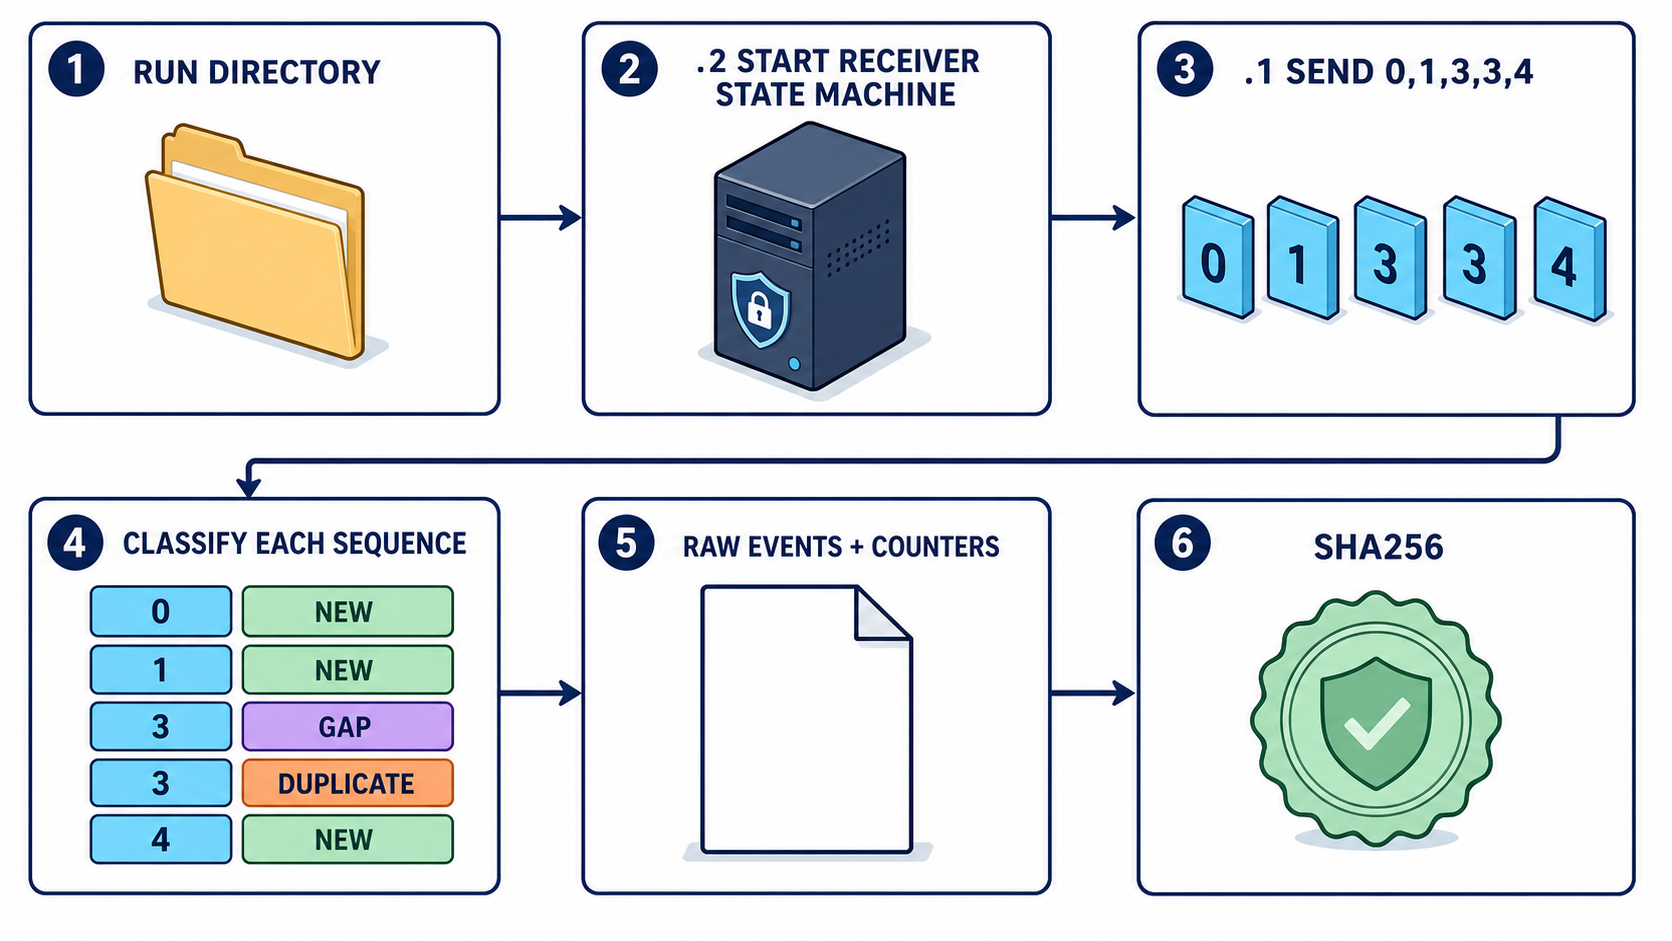 1
RUN DIRECTORY
2
.2 START RECEIVER
STATE MACHINE
3
.1 SEND 0,1,3,3,4
0 1 3 3 4
4
CLASSIFY EACH SEQUENCE
0 NEW
1 NEW
3 GAP
3 DUPLICATE
4 NEW
5
RAW EVENTS + COUNTERS
6
SHA256